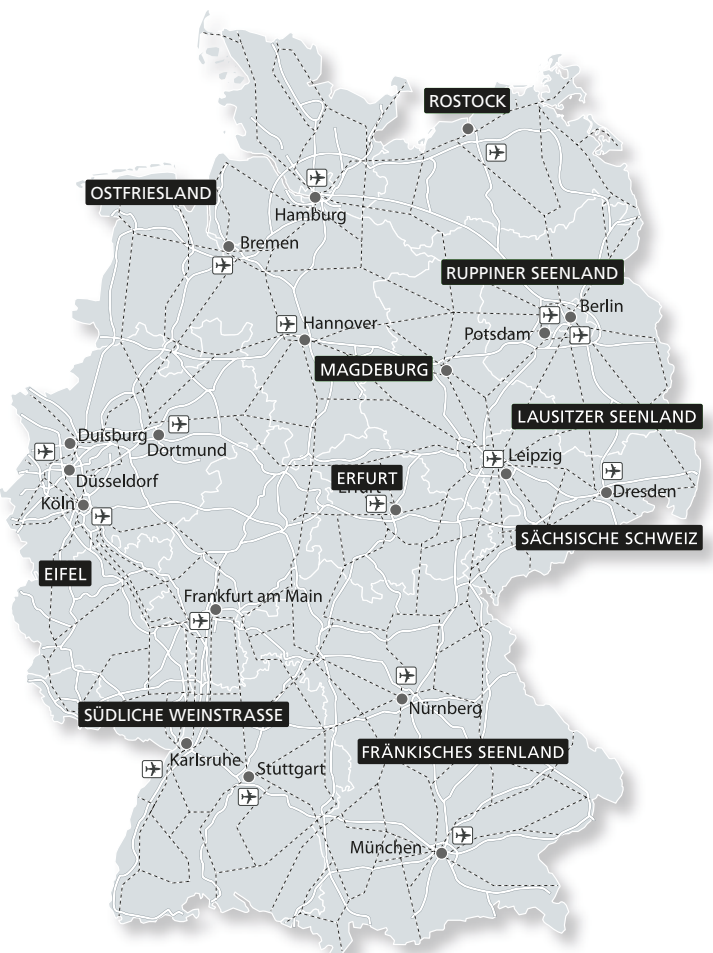 ROSTOCK
OSTFRIESLAND
Hamburg
Bremen
RUPPINER SEENLAND
Berlin
Hannover
Potsdam
MAGDEBURG
LAUSITZER SEENLAND
Duisburg
Dortmund
Leipzig
Düsseldorf
ERFURT
Erfurt
Dresden
Köln
SÄCHSISCHE SCHWEIZ
EIFEL
Frankfurt am Main
Nürnberg
SÜDLICHE WEINSTRASSE
FRÄNKISCHES SEENLAND
Karlsruhe
Stuttgart
München